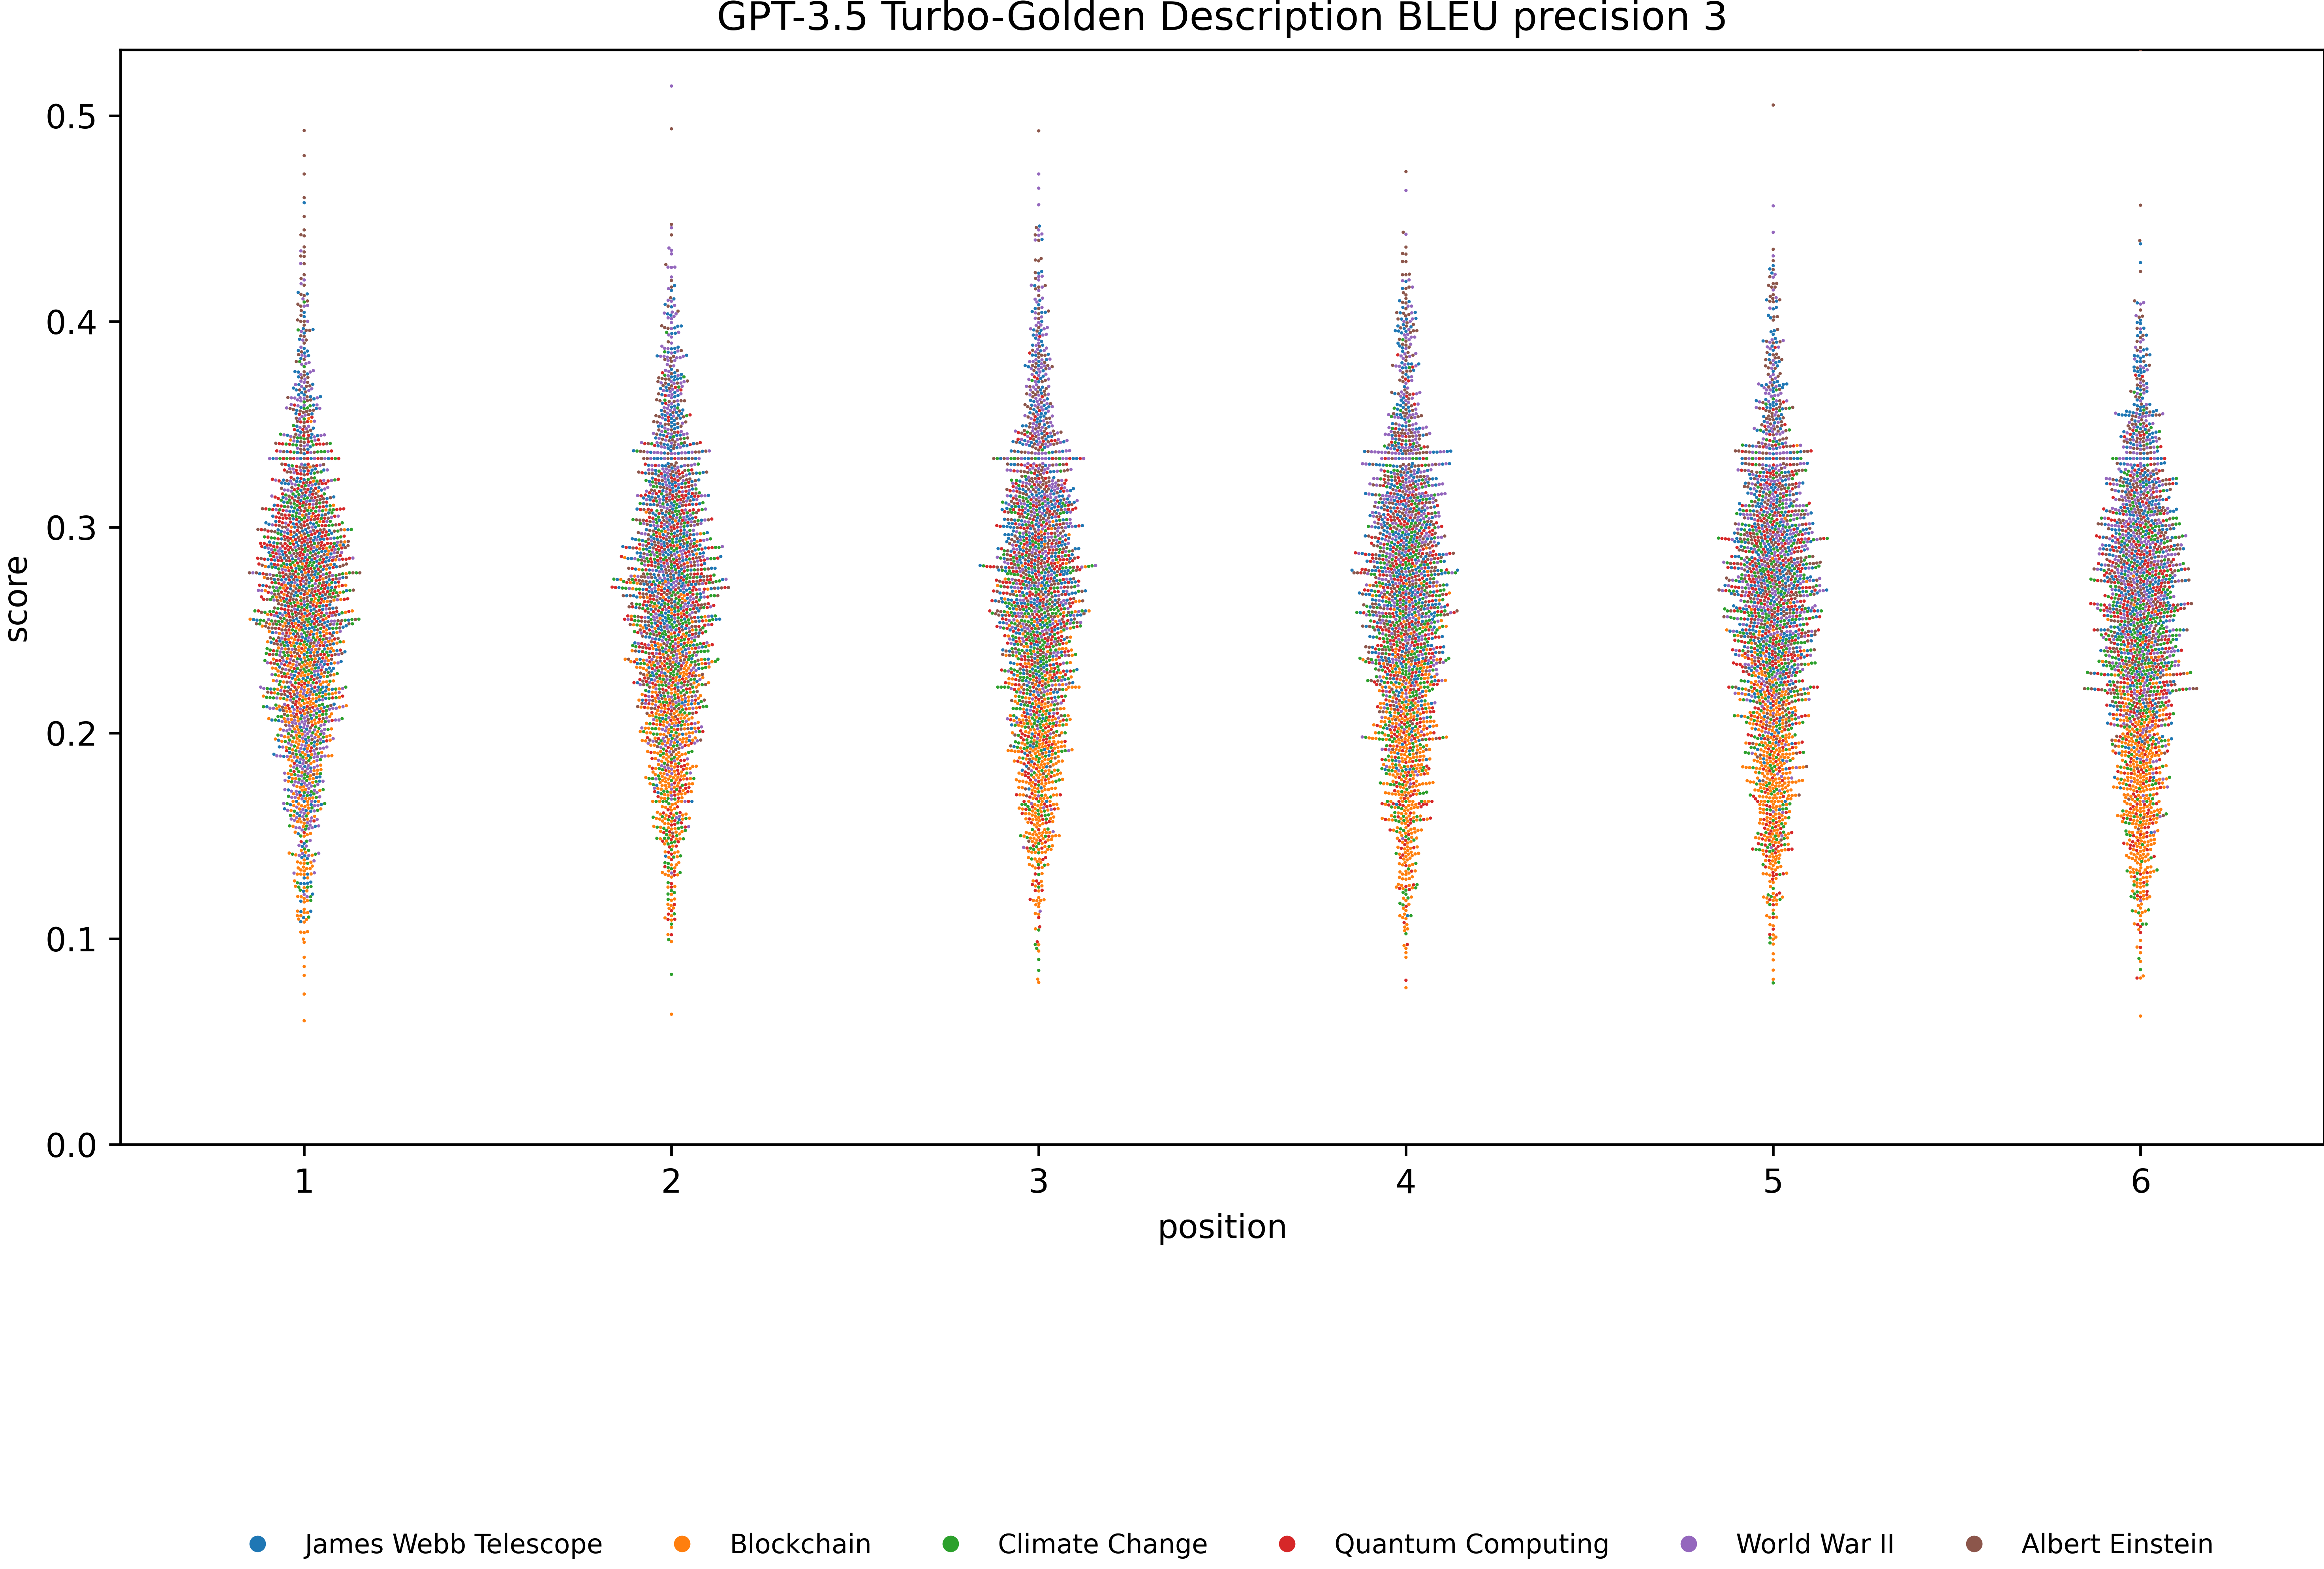 GPT-3.5 Turbo-Golden Description BLEU precision 3
0.5
0.4
0.3
0.2
0.1
0.0
score
1 2 3 4 5 6
position
James Webb Telescope Blockchain Climate Change Quantum Computing World War II Albert Einstein